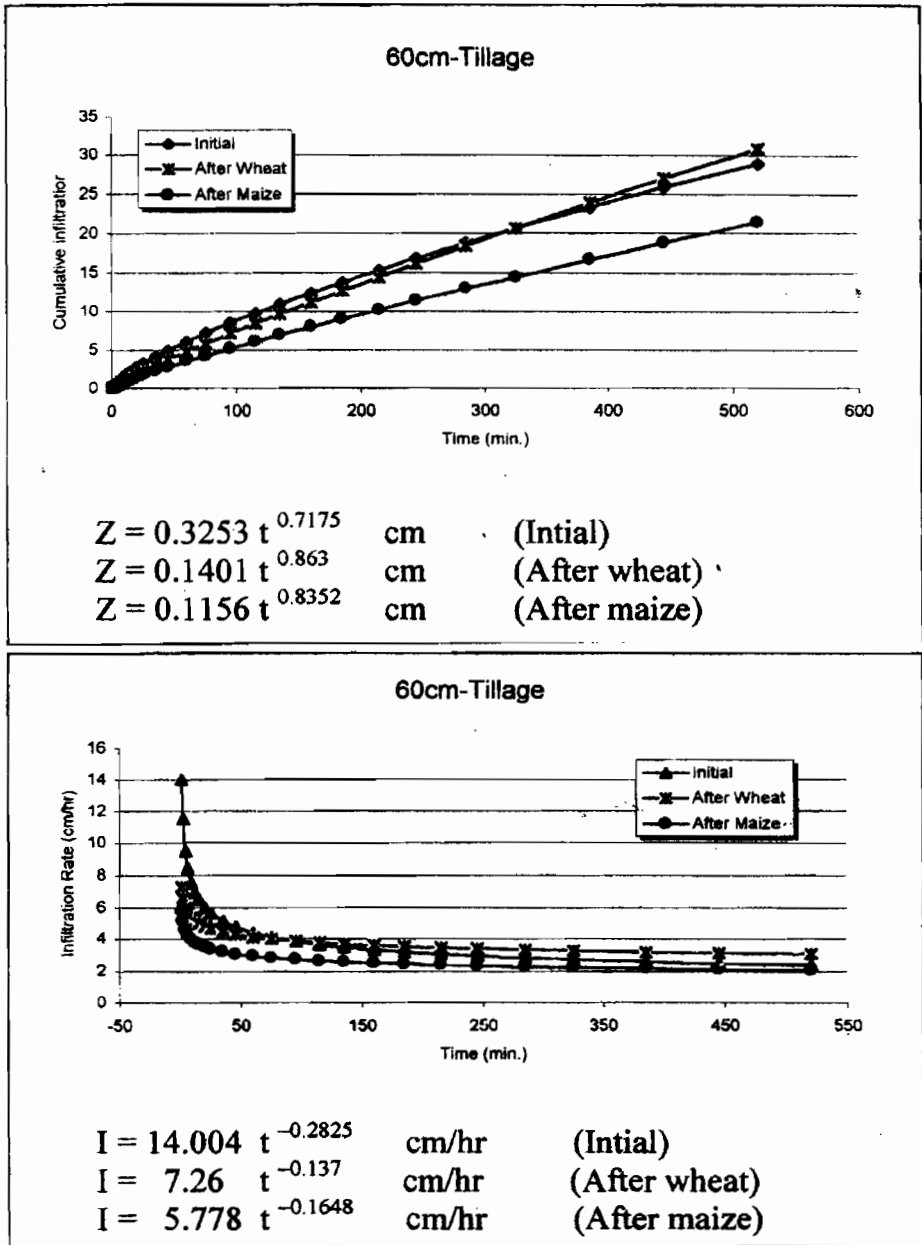 60cm-Tillage
35
30
25
20
15
10
5
0
Cumulative infiltratior
Initial
After Wheat
After Maize
0 100 200 300 400 500 600
Time (min.)
Z = 0.3253 t^0.7175 cm (Intial)
Z = 0.1401 t^0.863 cm (After wheat)
Z = 0.1156 t^0.8352 cm (After maize)
60cm-Tillage
16
14
12
10
8
6
4
2
0
Infiltration Rate (cm/hr)
Initial
After Wheat
After Maize
-50 50 150 250 350 450 550
Time (min.)
I = 14.004 t^−0.2825 cm/hr (Intial)
I = 7.26 t^−0.137 cm/hr (After wheat)
I = 5.778 t^−0.1648 cm/hr (After maize)